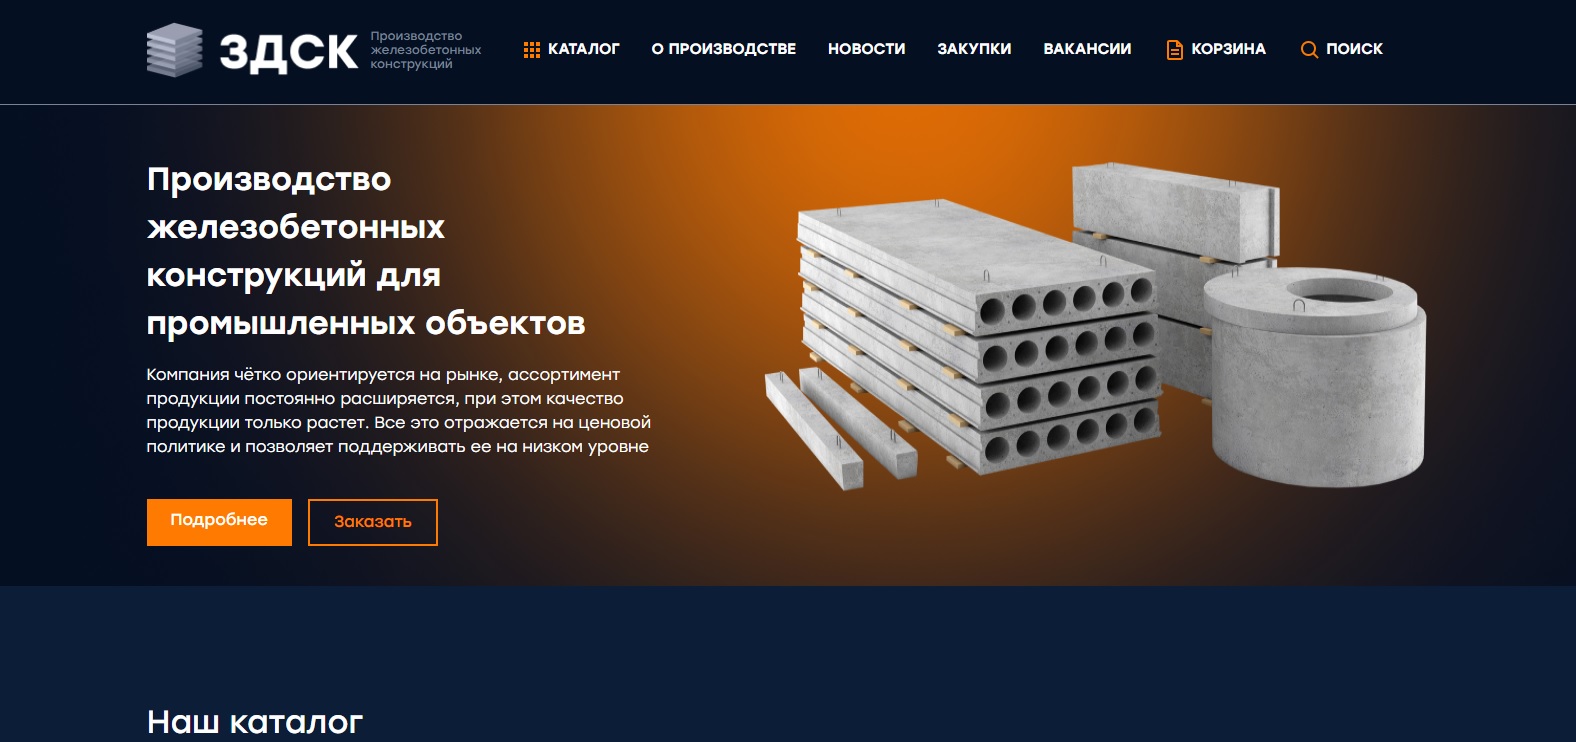 ЗДСК
Производство
железобетонных
конструкций
КАТАЛОГ
О ПРОИЗВОДСТВЕ
НОВОСТИ
ЗАКУПКИ
ВАКАНСИИ
КОРЗИНА
ПОИСК
Производство
железобетонных
конструкций для
промышленных объектов
Компания чётко ориентируется на рынке, ассортимент
продукции постоянно расширяется, при этом качество
продукции только растет. Все это отражается на ценовой
политике и позволяет поддерживать ее на низком уровне
Подробнее
Заказать
Наш каталог